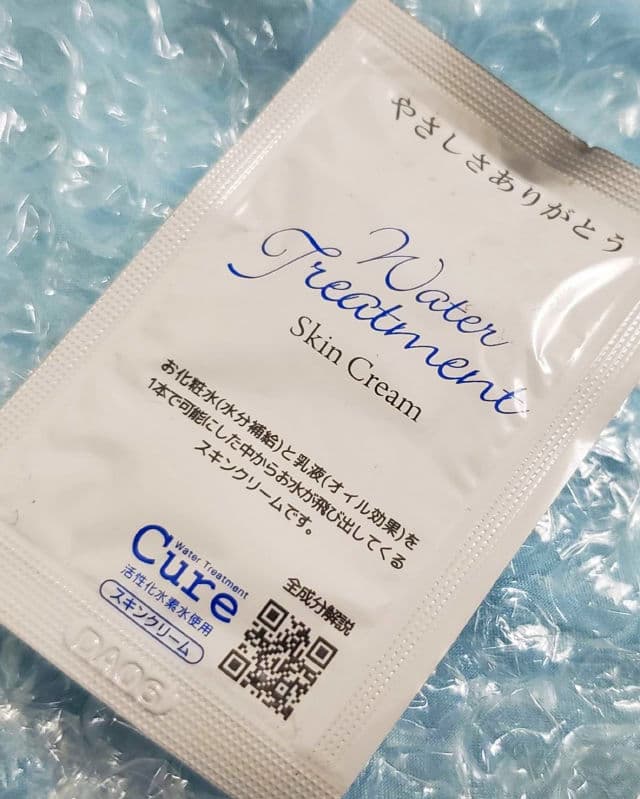 やさしさありがとう
Water
Treatment
Skin Cream
お化粧水(水分補給)と乳液(オイル効果)を
1本で可能にした中からお水が飛び出してくる
スキンクリームです。
Water Treatment
Cure
活性化水素水使用
スキンクリーム
全成分解説
DA06